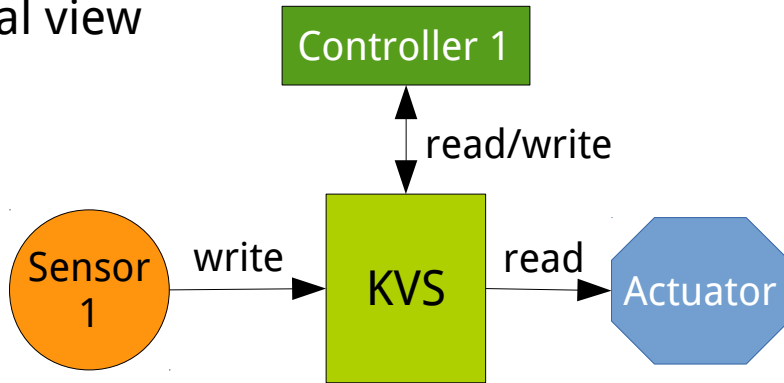 al view
Controller 1
read/write
Sensor
1
write
KVS
read
Actuator